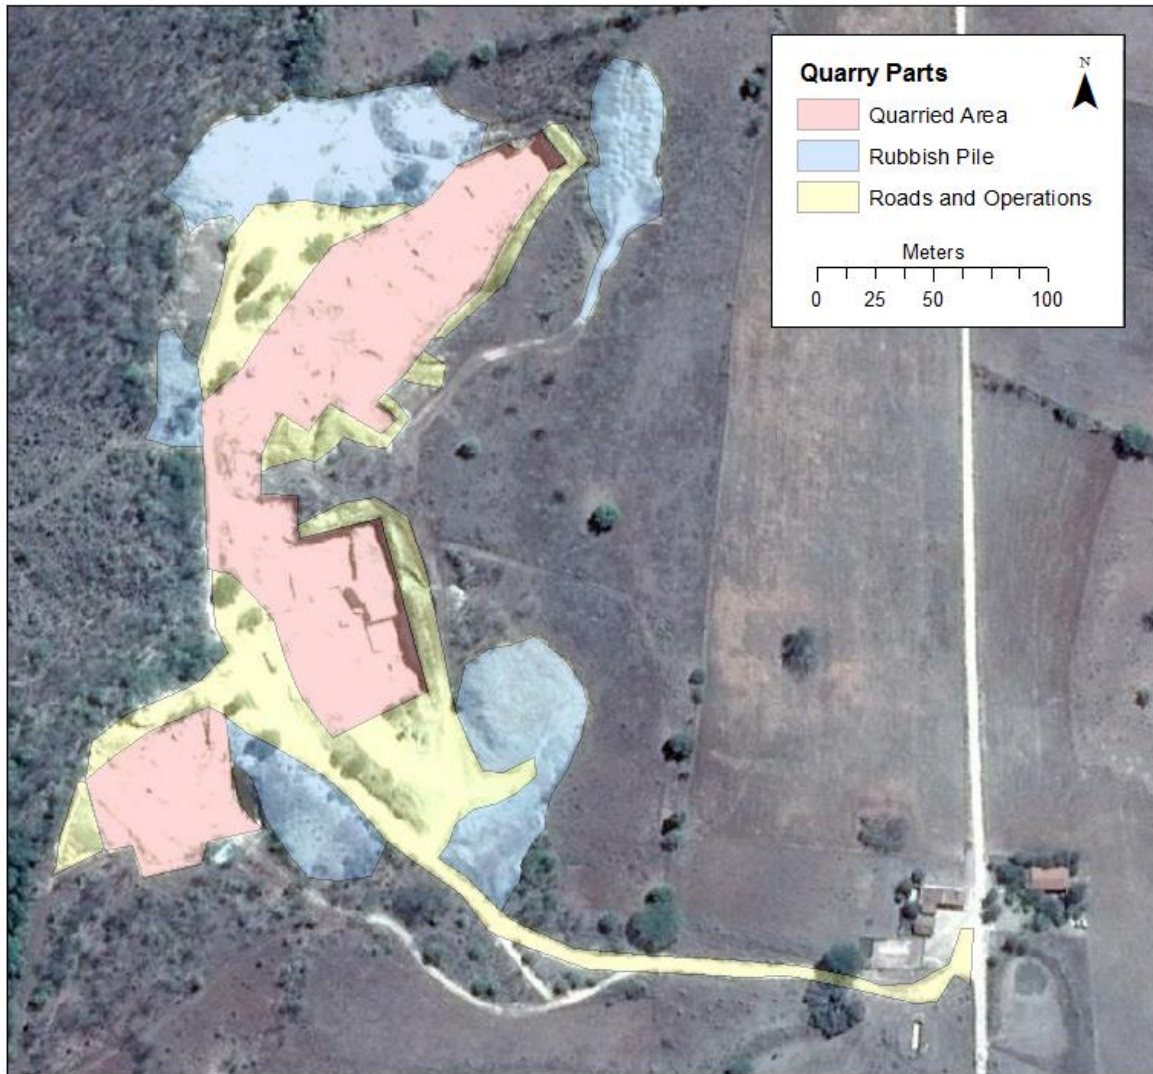 Quarry Parts
N
Quarried Area
Rubbish Pile
Roads and Operations
Meters
0 25 50 100